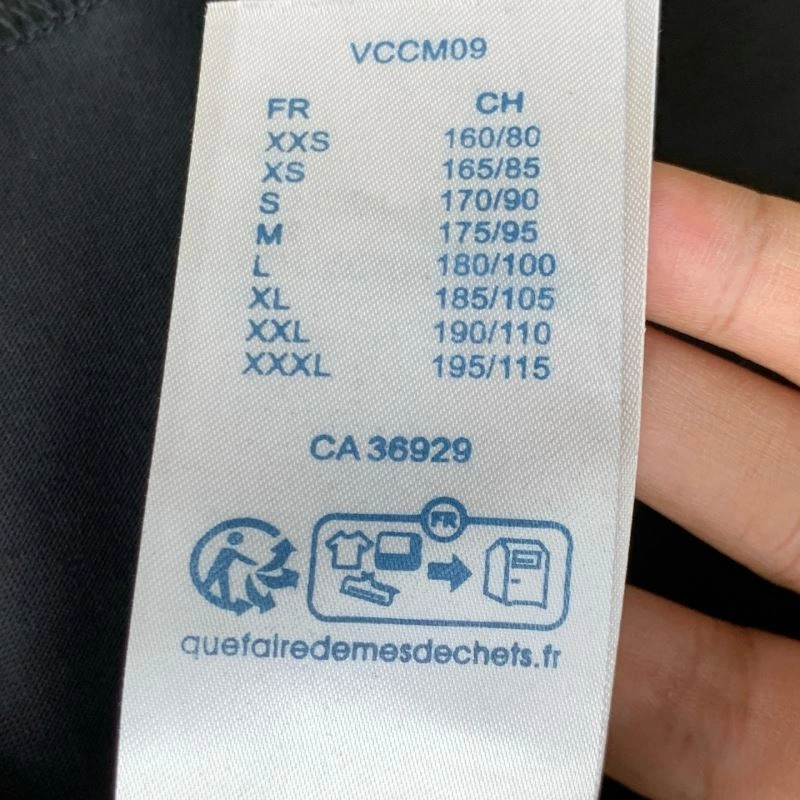 VCCM09
FR CH
XXS 160/80
XS 165/85
S 170/90
M 175/95
L 180/100
XL 185/105
XXL 190/110
XXXL 195/115
CA 36929
FR
quefairedemesdechets.fr